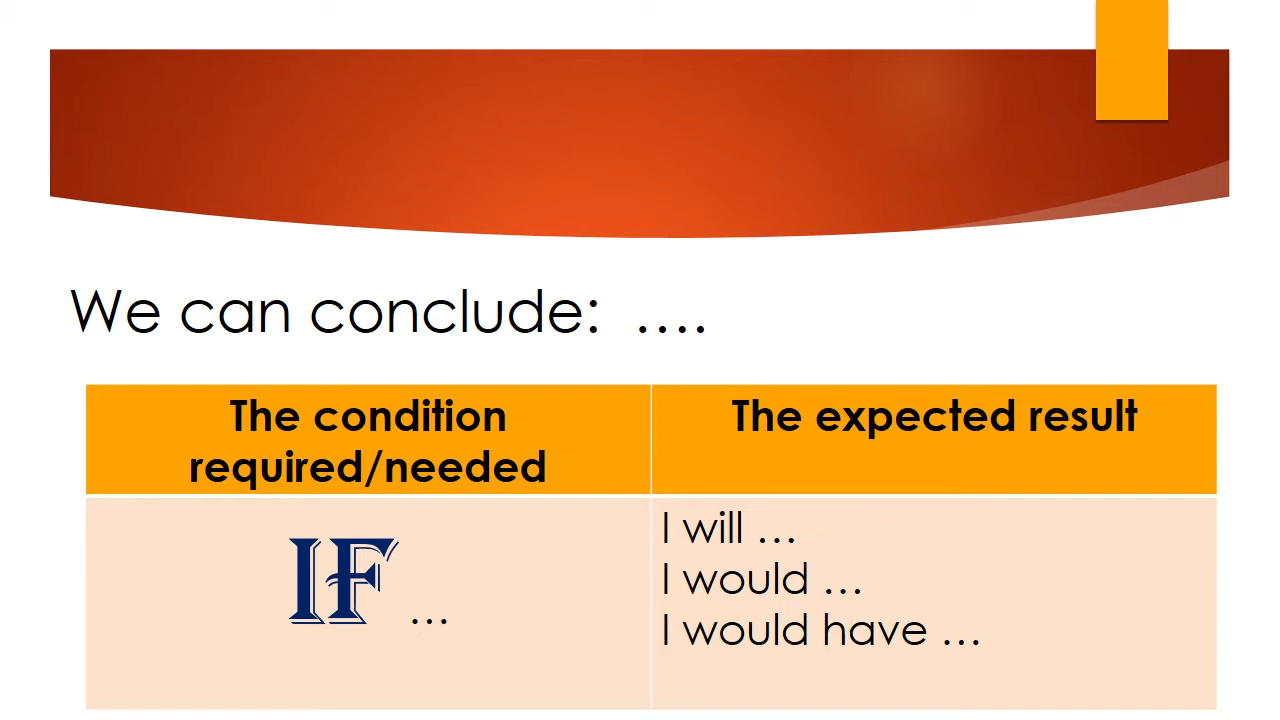 We can conclude:  ....
The condition
required/needed
The expected result
IF ...
I will ...
I would ...
I would have ...